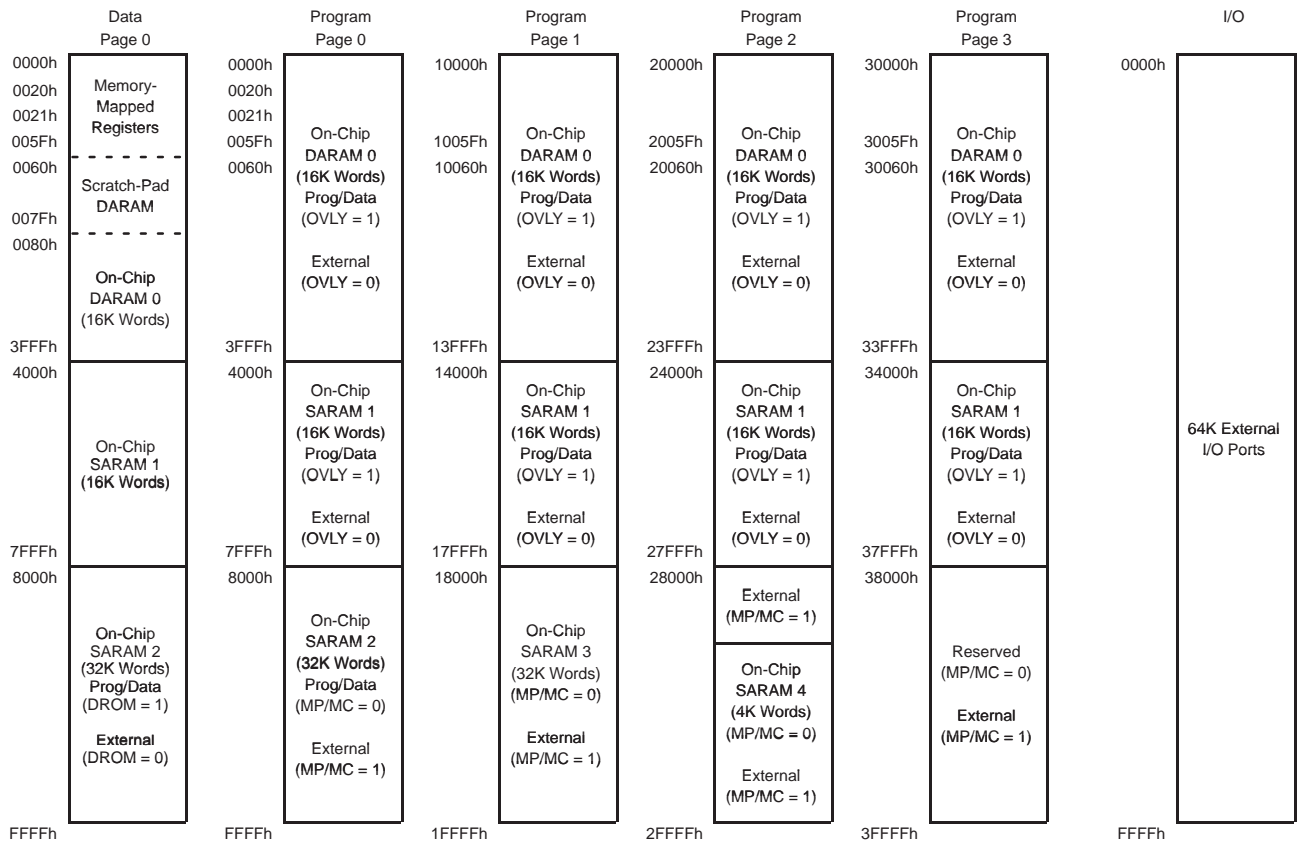 Data
Page 0
0000h
0020h
0021h
005Fh
0060h
007Fh
0080h
3FFFh
4000h
7FFFh
8000h
FFFFh
Memory-
Mapped
Registers
Scratch-Pad
DARAM
On-Chip
DARAM 0
(16K Words)
On-Chip
SARAM 1
(16K Words)
On-Chip
SARAM 2
(32K Words)
Prog/Data
(DROM = 1)
External
(DROM = 0)
Program
Page 0
0000h
0020h
0021h
005Fh
0060h
3FFFh
4000h
7FFFh
8000h
FFFFh
On-Chip
DARAM 0
(16K Words)
Prog/Data
(OVLY = 1)
External
(OVLY = 0)
On-Chip
SARAM 1
(16K Words)
Prog/Data
(OVLY = 1)
External
(OVLY = 0)
On-Chip
SARAM 2
(32K Words)
Prog/Data
(MP/MC = 0)
External
(MP/MC = 1)
Program
Page 1
10000h
1005Fh
10060h
13FFFh
14000h
17FFFh
18000h
1FFFFh
On-Chip
DARAM 0
(16K Words)
Prog/Data
(OVLY = 1)
External
(OVLY = 0)
On-Chip
SARAM 1
(16K Words)
Prog/Data
(OVLY = 1)
External
(OVLY = 0)
On-Chip
SARAM 3
(32K Words)
(MP/MC = 0)
External
(MP/MC = 1)
Program
Page 2
20000h
2005Fh
20060h
23FFFh
24000h
27FFFh
28000h
2FFFFh
On-Chip
DARAM 0
(16K Words)
Prog/Data
(OVLY = 1)
External
(OVLY = 0)
On-Chip
SARAM 1
(16K Words)
Prog/Data
(OVLY = 1)
External
(OVLY = 0)
External
(MP/MC = 1)
On-Chip
SARAM 4
(4K Words)
(MP/MC = 0)
External
(MP/MC = 1)
Program
Page 3
30000h
3005Fh
30060h
33FFFh
34000h
37FFFh
38000h
3FFFFh
On-Chip
DARAM 0
(16K Words)
Prog/Data
(OVLY = 1)
External
(OVLY = 0)
On-Chip
SARAM 1
(16K Words)
Prog/Data
(OVLY = 1)
External
(OVLY = 0)
Reserved
(MP/MC = 0)
External
(MP/MC = 1)
I/O
0000h
FFFFh
64K External
I/O Ports